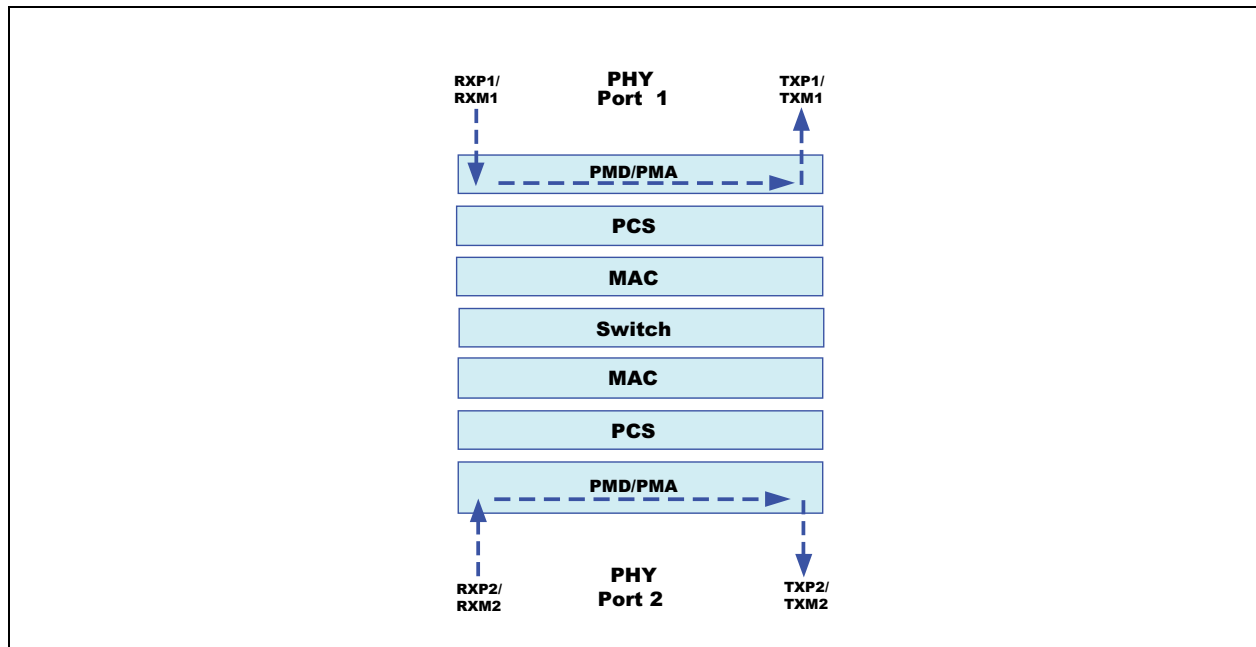 RXP1/
RXM1
PHY
Port 1
TXP1/
TXM1
PMD/PMA
PCS
MAC
Switch
MAC
PCS
PMD/PMA
RXP2/
RXM2
PHY
Port 2
TXP2/
TXM2